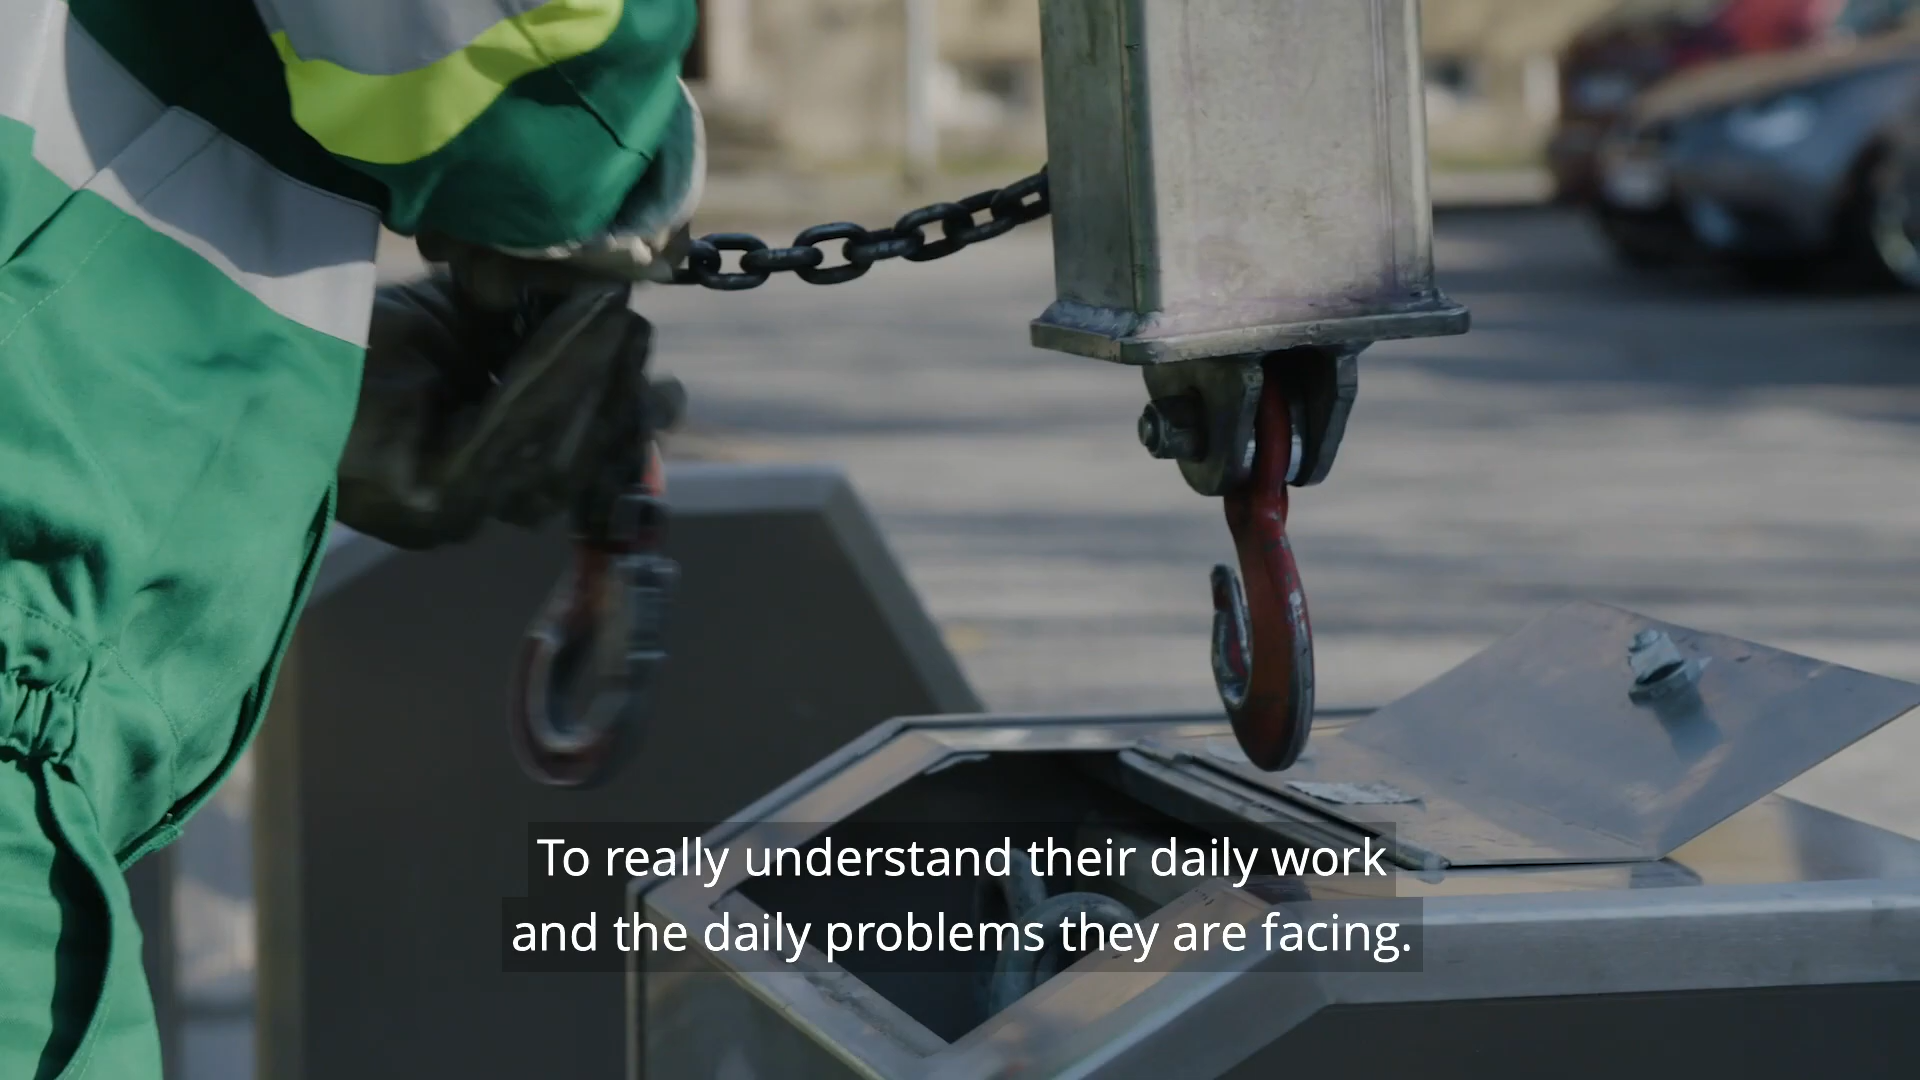 To really understand their daily work
and the daily problems they are facing.